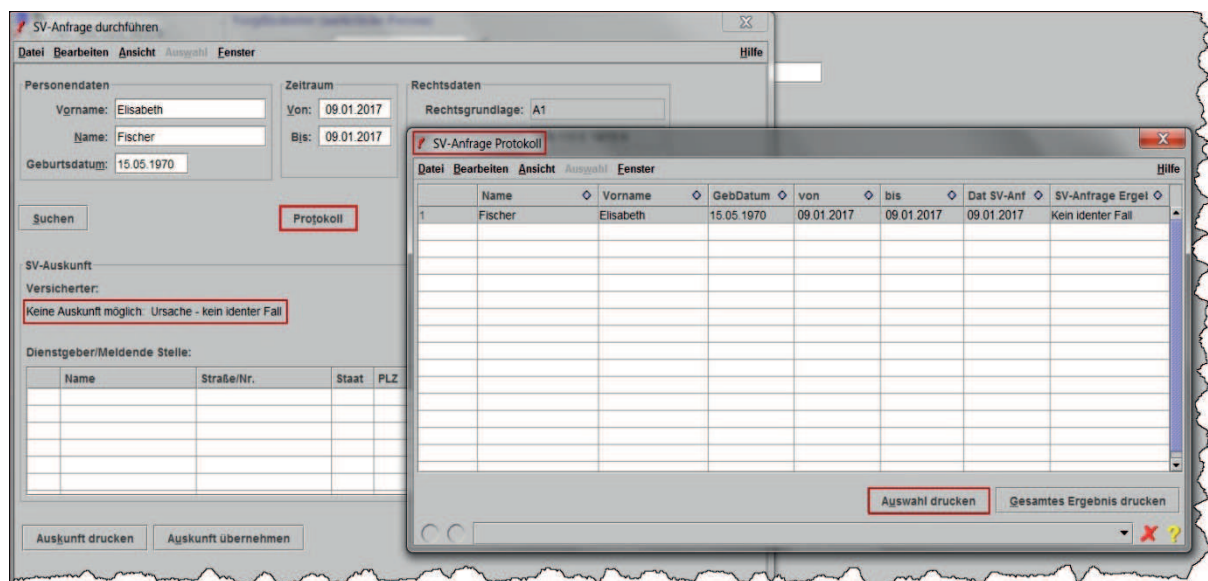 SV-Anfrage durchführen
Datei Bearbeiten Ansicht Auswahl Fenster Hilfe
Personendaten
Vorname: Elisabeth
Name: Fischer
Geburtsdatum: 15.05.1970
Zeitraum
Von: 09.01.2017
Bis: 09.01.2017
Rechtsdaten
Rechtsgrundlage: A1
Suchen
Protokoll
SV-Auskunft
Versicherter:
Keine Auskunft möglich: Ursache - kein identer Fall
Dienstgeber/Meldende Stelle:
Name Straße/Nr. Staat PLZ
Auskunft drucken Auskunft übernehmen
SV-Anfrage Protokoll
Datei Bearbeiten Ansicht Auswahl Fenster Hilfe
Name Vorname GebDatum von bis Dat SV-Anf SV-Anfrage Ergel
1 Fischer Elisabeth 15.05.1970 09.01.2017 09.01.2017 09.01.2017 Kein identer Fall
Auswahl drucken Gesamtes Ergebnis drucken